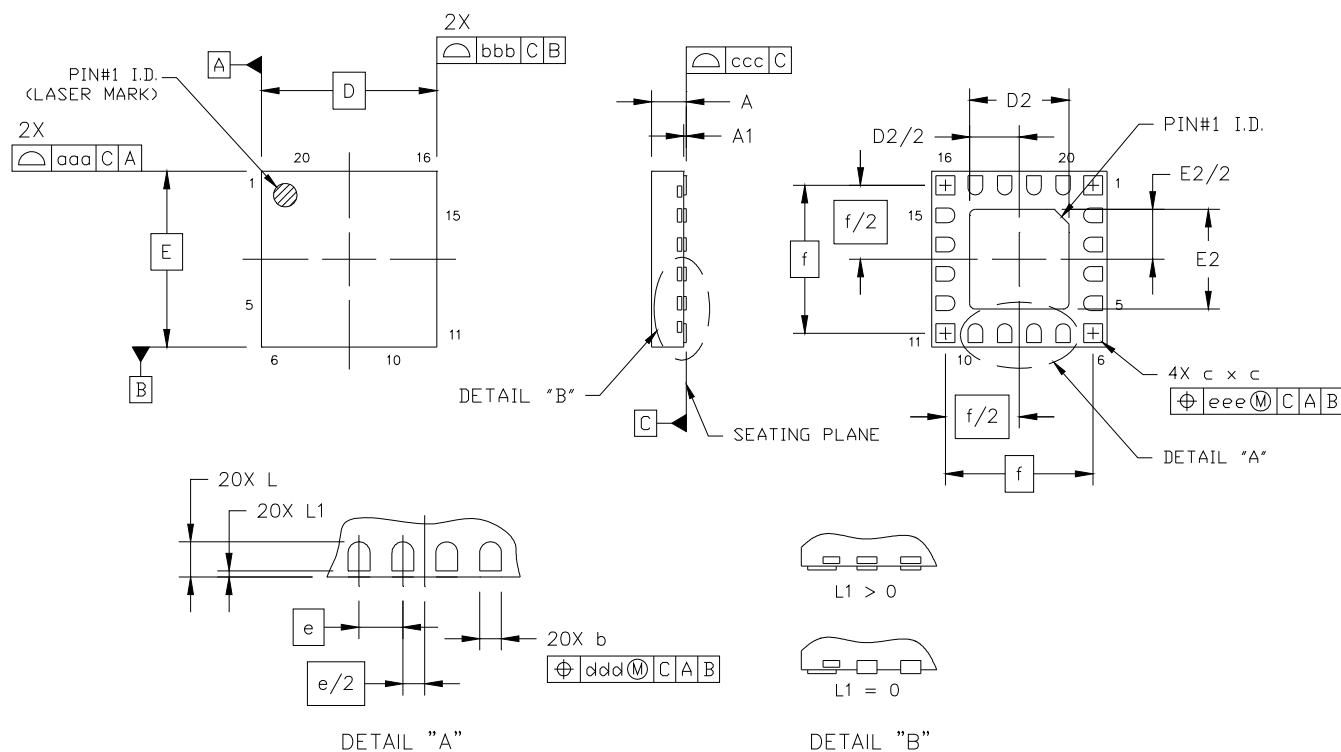 2X
bbb C B
A
D
PIN#1 I.D.
(LASER MARK)
2X
aaa C A
20
16
1
15
E
5
11
6
10
B
ccc C
A
A1
DETAIL "B"
C
SEATING PLANE
D2
D2/2
PIN#1 I.D.
16
20
1
E2/2
15
f/2
f
E2
5
11
10
6
4X c x c
eee Ⓜ C A B
f/2
f
DETAIL "A"
20X L
20X L1
e
e/2
20X b
ddd Ⓜ C A B
DETAIL "A"
L1 > 0
L1 = 0
DETAIL "B"